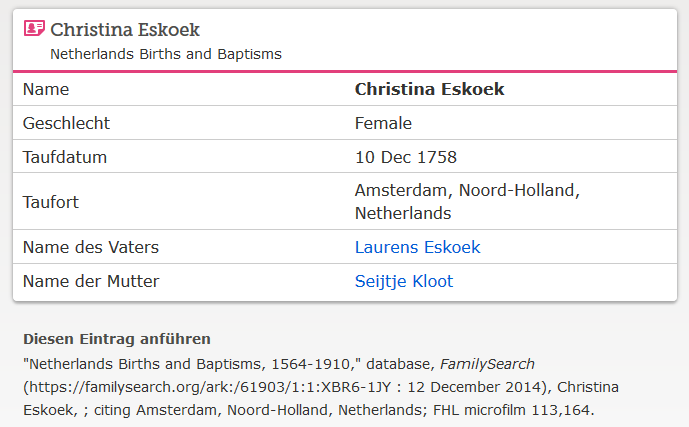 Christina Eskoek
Netherlands Births and Baptisms
Name Christina Eskoek
Geschlecht Female
Taufdatum 10 Dec 1758
Taufort Amsterdam, Noord-Holland,
Netherlands
Name des Vaters Laurens Eskoek
Name der Mutter Seijtje Kloot
Diesen Eintrag anführen
"Netherlands Births and Baptisms, 1564-1910," database, FamilySearch
(https://familysearch.org/ark:/61903/1:1:XBR6-1JY : 12 December 2014), Christina
Eskoek, ; citing Amsterdam, Noord-Holland, Netherlands; FHL microfilm 113,164.